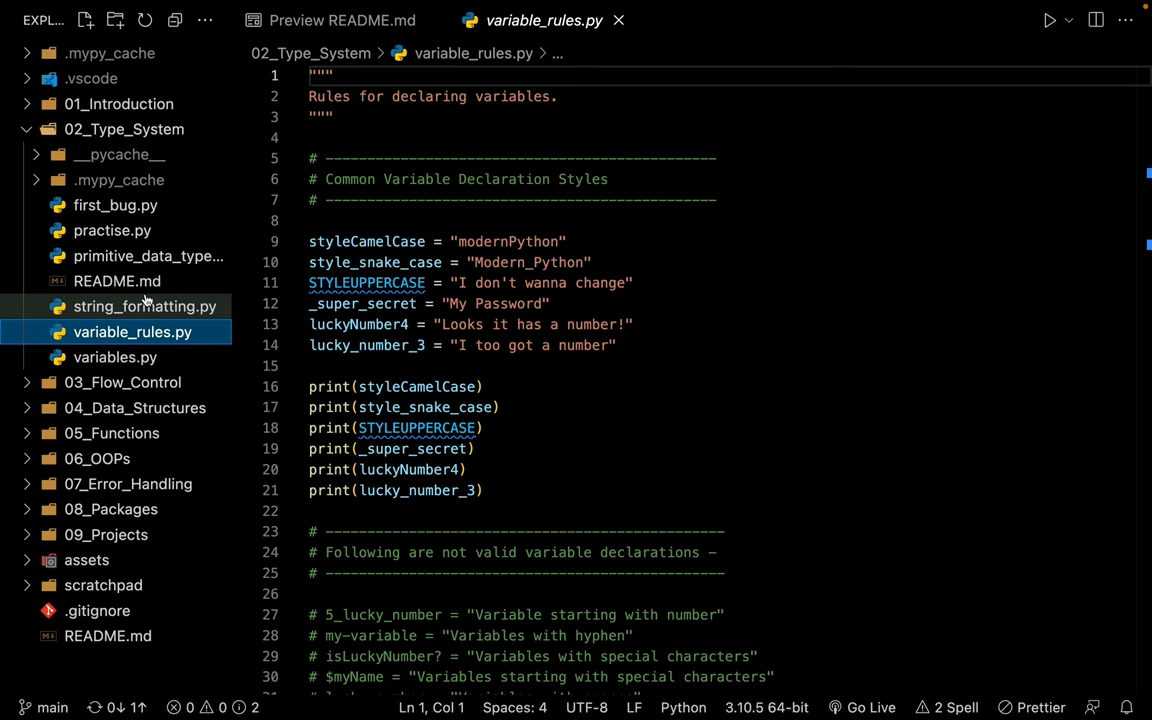 EXPL...
Preview README.md
variable_rules.py
.mypy_cache
.vscode
01_Introduction
02_Type_System
__pycache__
.mypy_cache
first_bug.py
practise.py
primitive_data_type...
README.md
string_formatting.py
variable_rules.py
variables.py
03_Flow_Control
04_Data_Structures
05_Functions
06_OOPs
07_Error_Handling
08_Packages
09_Projects
assets
scratchpad
.gitignore
README.md
02_Type_System > variable_rules.py > ...
1 """
2 Rules for declaring variables.
3 """
4
5 # -----------------------------------------------
6 # Common Variable Declaration Styles
7 # -----------------------------------------------
8
9 styleCamelCase = "modernPython"
10 style_snake_case = "Modern_Python"
11 STYLEUPPERCASE = "I don't wanna change"
12 _super_secret = "My Password"
13 luckyNumber4 = "Looks it has a number!"
14 lucky_number_3 = "I too got a number"
15
16 print(styleCamelCase)
17 print(style_snake_case)
18 print(STYLEUPPERCASE)
19 print(_super_secret)
20 print(luckyNumber4)
21 print(lucky_number_3)
22
23 # ------------------------------------------------
24 # Following are not valid variable declarations -
25 # ------------------------------------------------
26
27 # 5_lucky_number = "Variable starting with number"
28 # my-variable = "Variables with hyphen"
29 # isLuckyNumber? = "Variables with special characters"
30 # $myName = "Variables starting with special characters"
main 0↓ 1↑ 0 0 2 Ln 1, Col 1 Spaces: 4 UTF-8 LF Python 3.10.5 64-bit Go Live 2 Spell Prettier